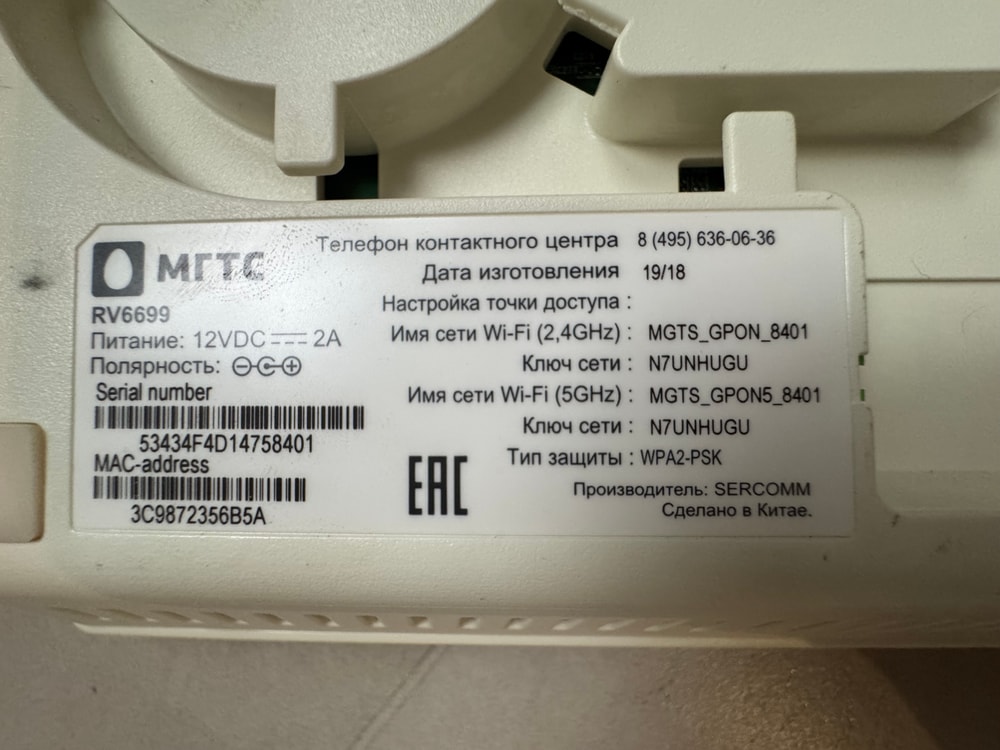 МГТС
RV6699
Питание: 12VDC 2A
Полярность:
Serial number
53434F4D14758401
MAC-address
3C9872356B5A
Телефон контактного центра 8 (495) 636-06-36
Дата изготовления 19/18
Настройка точки доступа :
Имя сети Wi-Fi (2,4GHz) : MGTS_GPON_8401
Ключ сети : N7UNHUGU
Имя сети Wi-Fi (5GHz) : MGTS_GPON5_8401
Ключ сети : N7UNHUGU
Тип защиты : WPA2-PSK
EAC
Производитель: SERCOMM
Сделано в Китае.